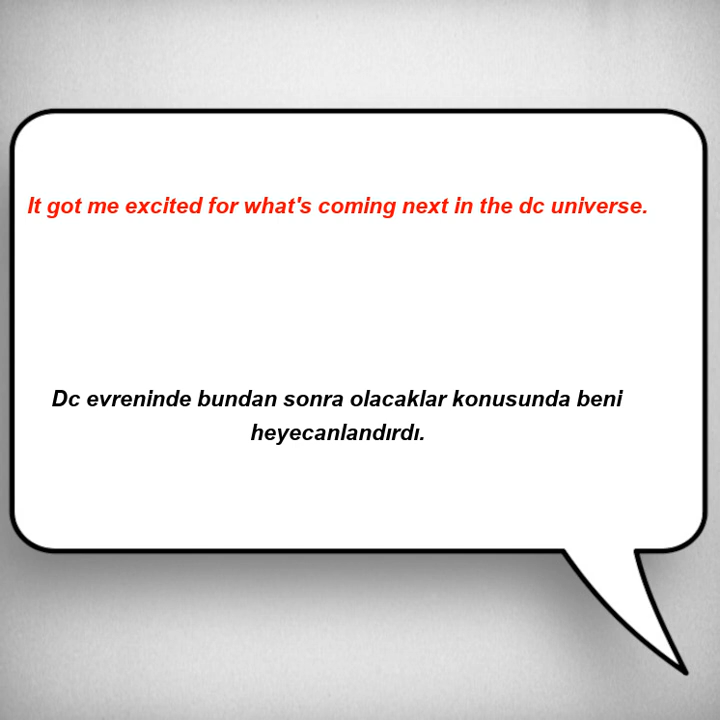 It got me excited for what's coming next in the dc universe.
Dc evreninde bundan sonra olacaklar konusunda beni
heyecanlandırdı.